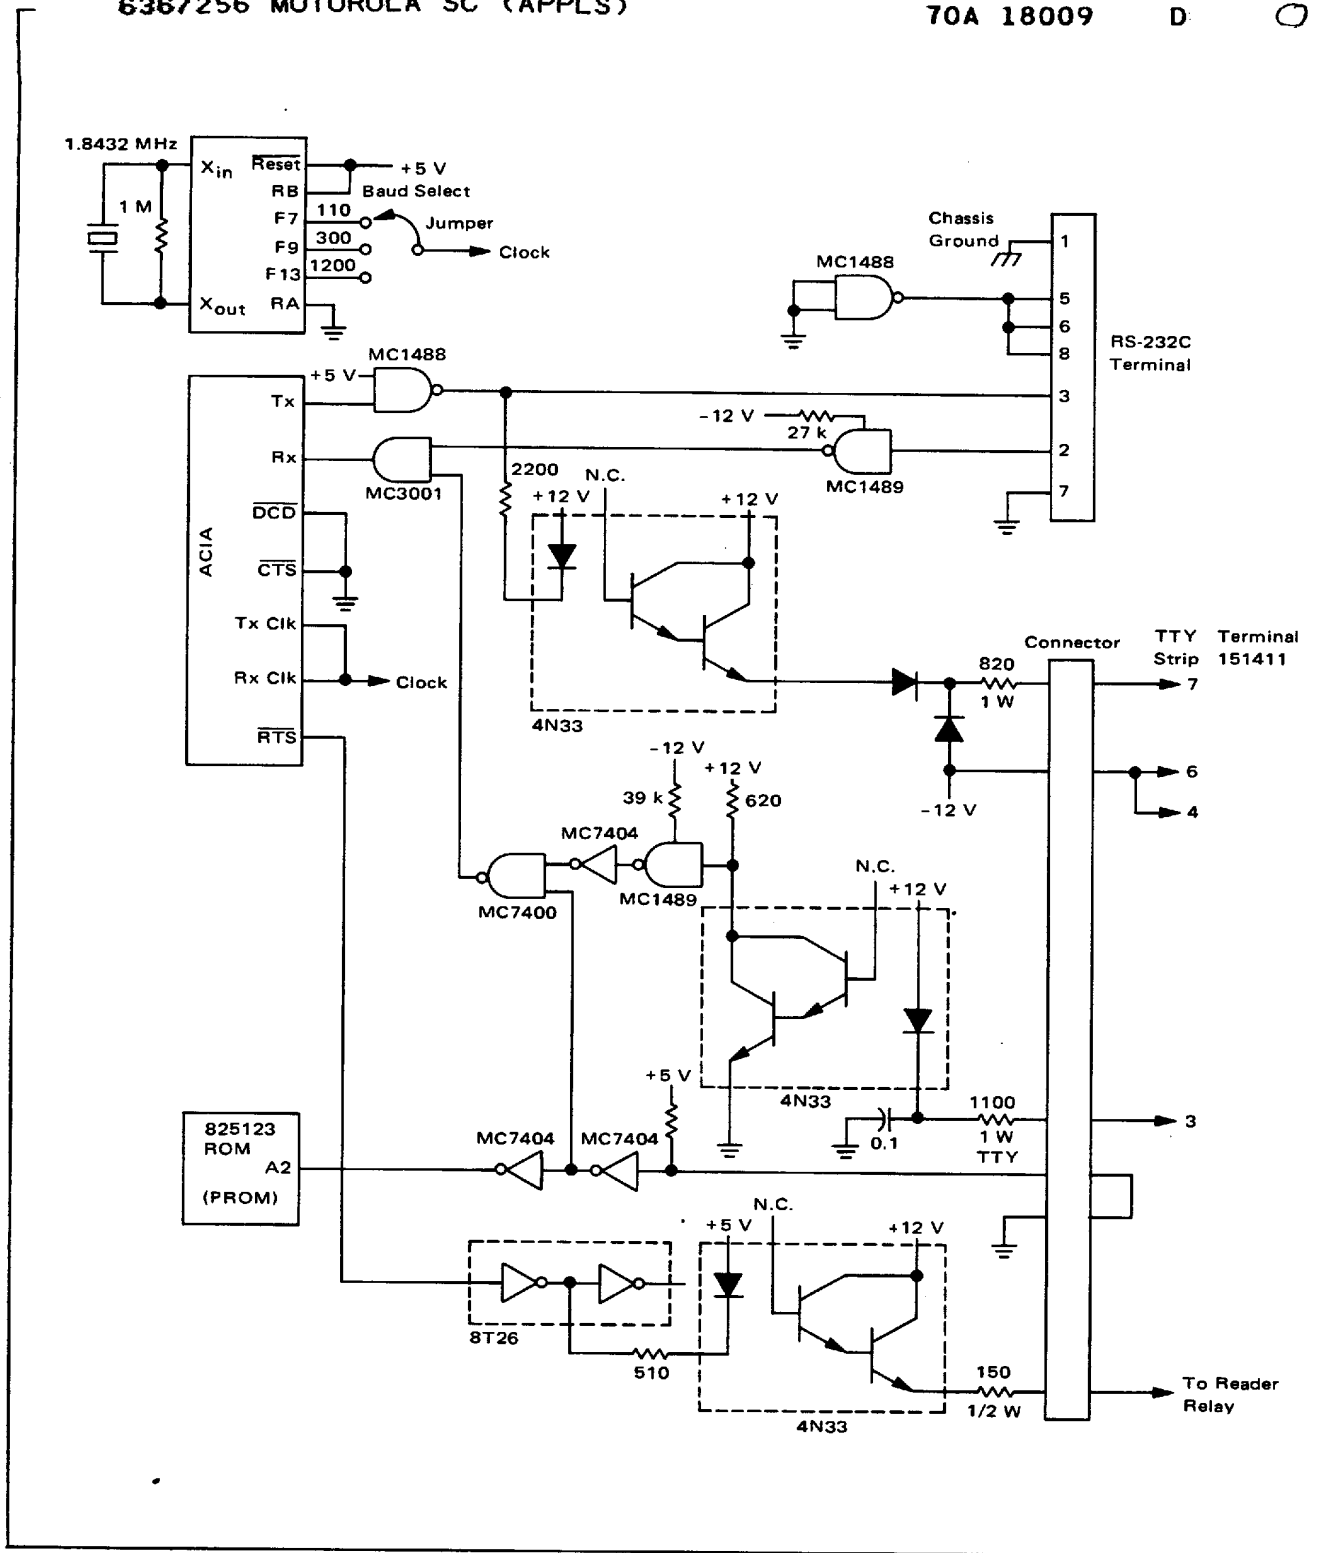 6367256 MOTOROLA SC (APPLS)
70A 18009 D
1.8432 MHz
1 M
Xin
Xout
Reset
RB
F7
F9
F13
RA
+5 V
Baud Select
110
300
1200
Jumper
Clock
Chassis
Ground
1
5
6
8
3
2
7
MC1488
RS-232C
Terminal
MC1488
+5 V
-12 V
27 k
MC1489
MC3001
ACIA
Tx
Rx
DCD
CTS
Tx Clk
Rx Clk
RTS
Clock
2200
N.C.
+12 V
+12 V
4N33
Connector
TTY Terminal
Strip 151411
820
1 W
7
6
4
-12 V
-12 V
+12 V
39 k
620
MC7404
MC1489
MC7400
N.C.
+12 V
4N33
+5 V
0.1
1100
1 W
TTY
3
825123
ROM
A2
(PROM)
MC7404
MC7404
N.C.
+5 V
+12 V
8T26
510
4N33
150
1/2 W
To Reader
Relay